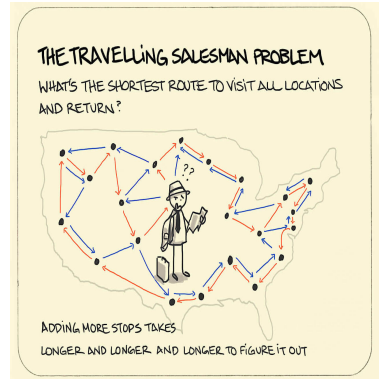 THE TRAVELLING SALESMAN PROBLEM
WHAT'S THE SHORTEST ROUTE TO VISIT ALL LOCATIONS
AND RETURN?
??
ADDING MORE STOPS TAKES
LONGER AND LONGER AND LONGER TO FIGURE IT OUT